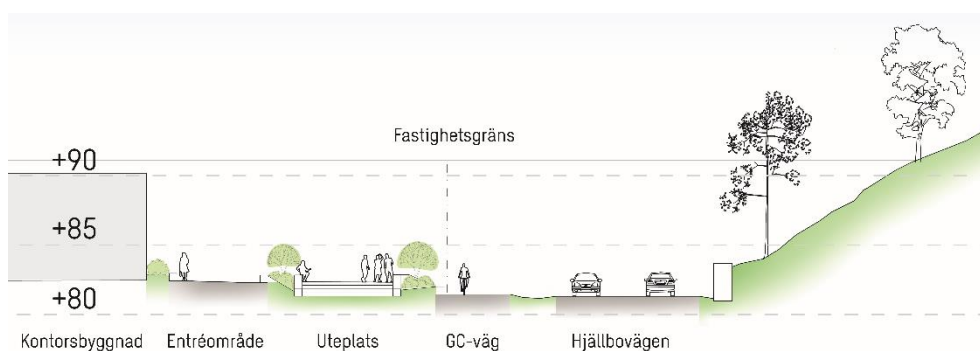 Fastighetsgräns
+90
+85
+80
Kontorsbyggnad Entréområde Uteplats GC-väg Hjällbovägen